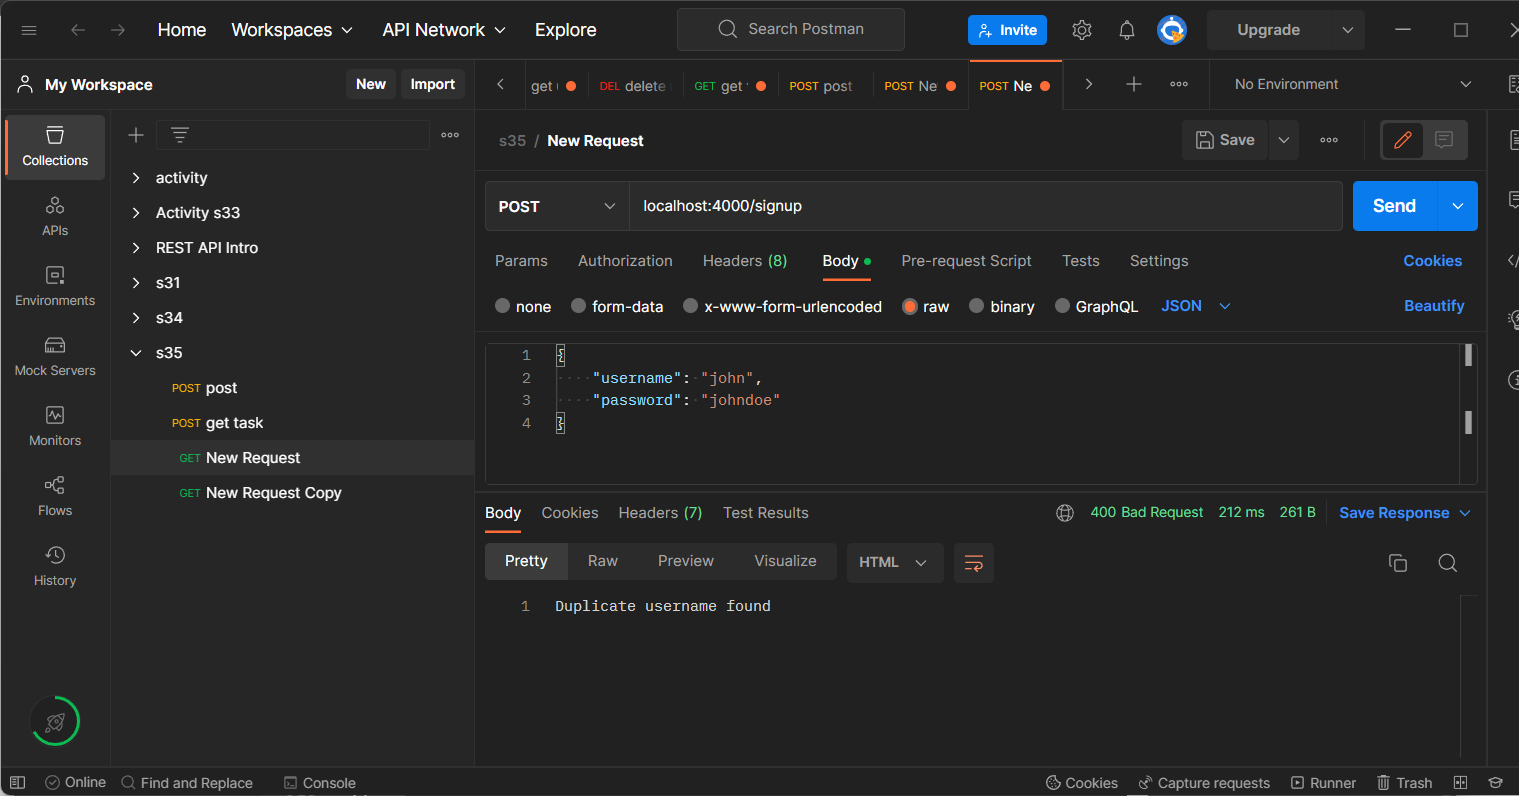 Home Workspaces API Network Explore Search Postman Invite Upgrade
My Workspace New Import get DEL delete GET get POST post POST Ne POST Ne No Environment
s35 / New Request Save
Collections
APIs
Environments
Mock Servers
Monitors
Flows
History
activity
Activity s33
REST API Intro
s31
s34
s35
POST post
POST get task
GET New Request
GET New Request Copy
POST localhost:4000/signup Send
Params Authorization Headers (8) Body Pre-request Script Tests Settings Cookies
none form-data x-www-form-urlencoded raw binary GraphQL JSON Beautify
1 {
2 "username": "john",
3 "password": "johndoe"
4 }
Body Cookies Headers (7) Test Results 400 Bad Request 212 ms 261 B Save Response
Pretty Raw Preview Visualize HTML
1 Duplicate username found
Online Find and Replace Console Cookies Capture requests Runner Trash